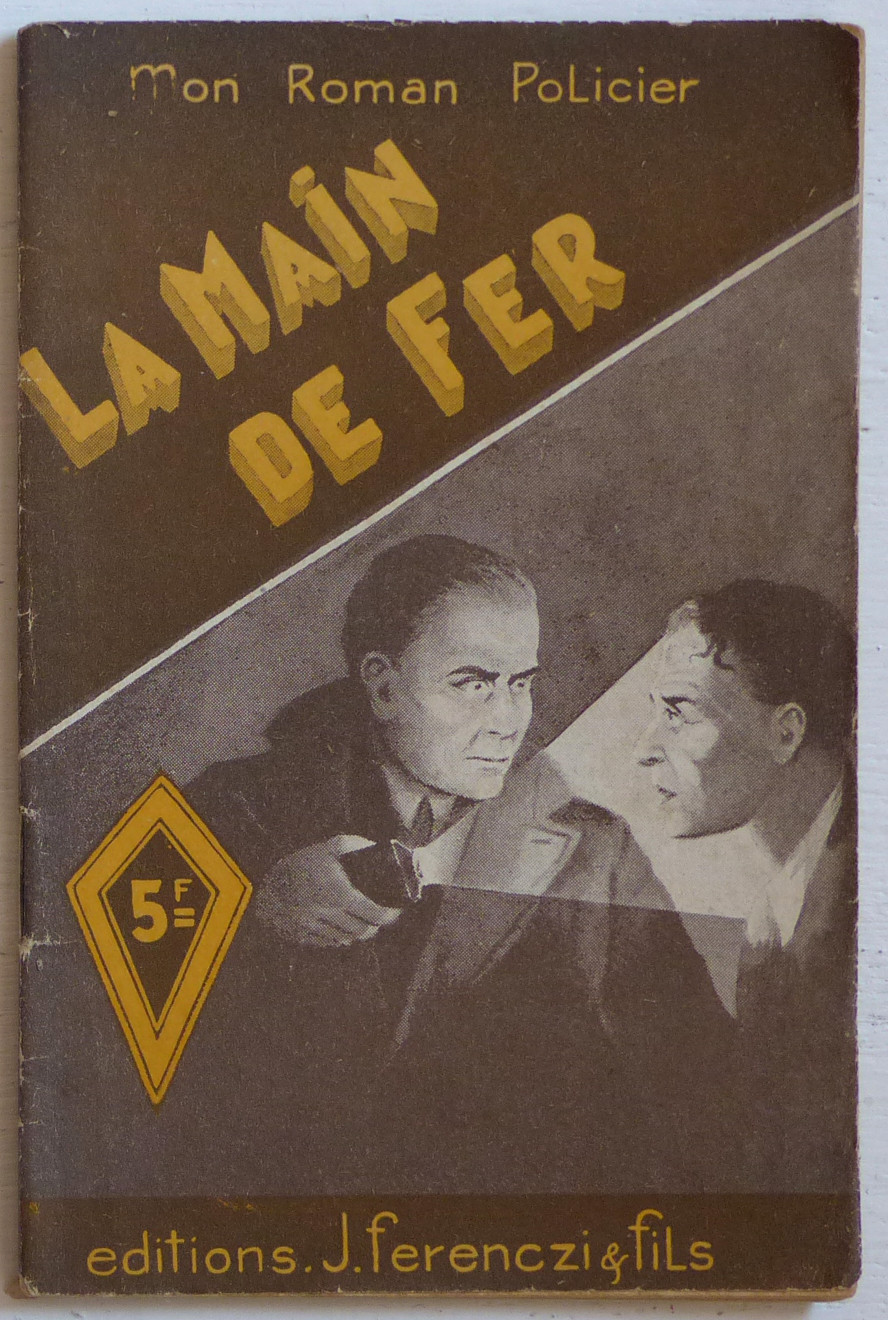 Mon Roman PoLicier
LA MAIN
DE FER
5F=
editions.J.ferenczi & fiLs